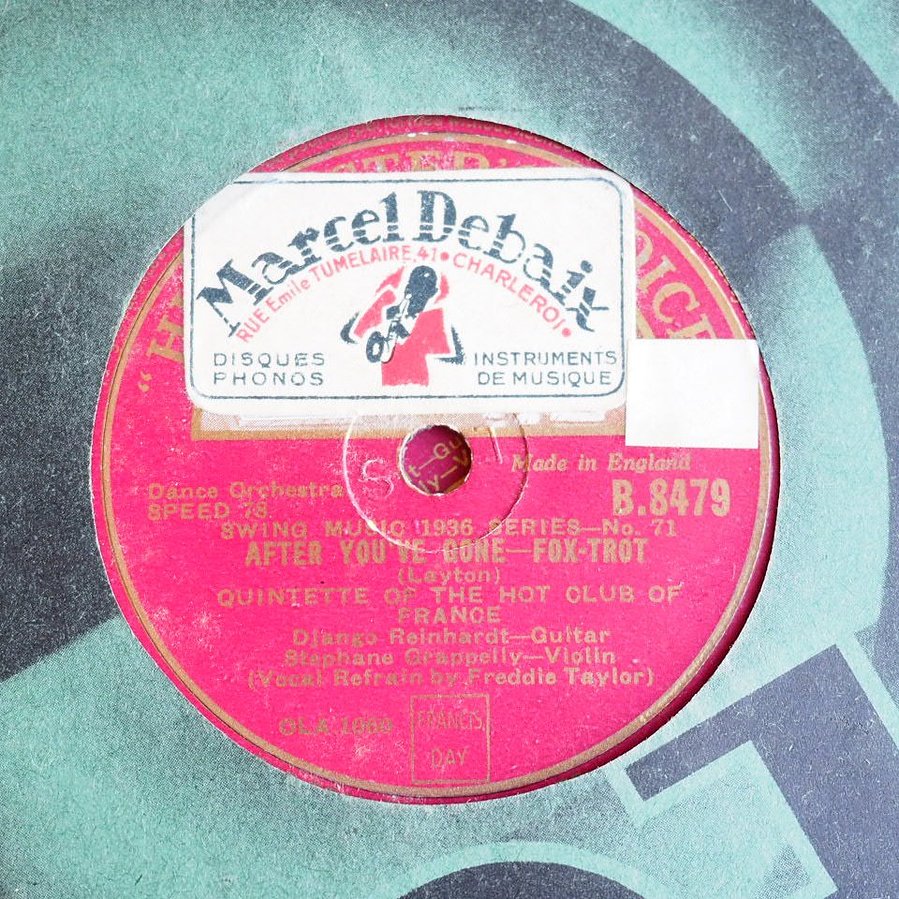 Marcel Debaix
RUE Emile TUMELAIRE, 41 • CHARLEROI •
DISQUES
PHONOS
INSTRUMENTS
DE MUSIQUE
Made in England
Dance Orchestra
SPEED 78
B.8479
SWING MUSIC 1936 SERIES—No. 71
AFTER YOU'VE GONE—FOX-TROT
(Layton)
QUINTETTE OF THE HOT CLUB OF
FRANCE
Django Reinhardt—Guitar
Stephane Grappelly—Violin
(Vocal Refrain by Freddie Taylor)
FRANCIS,
DAY